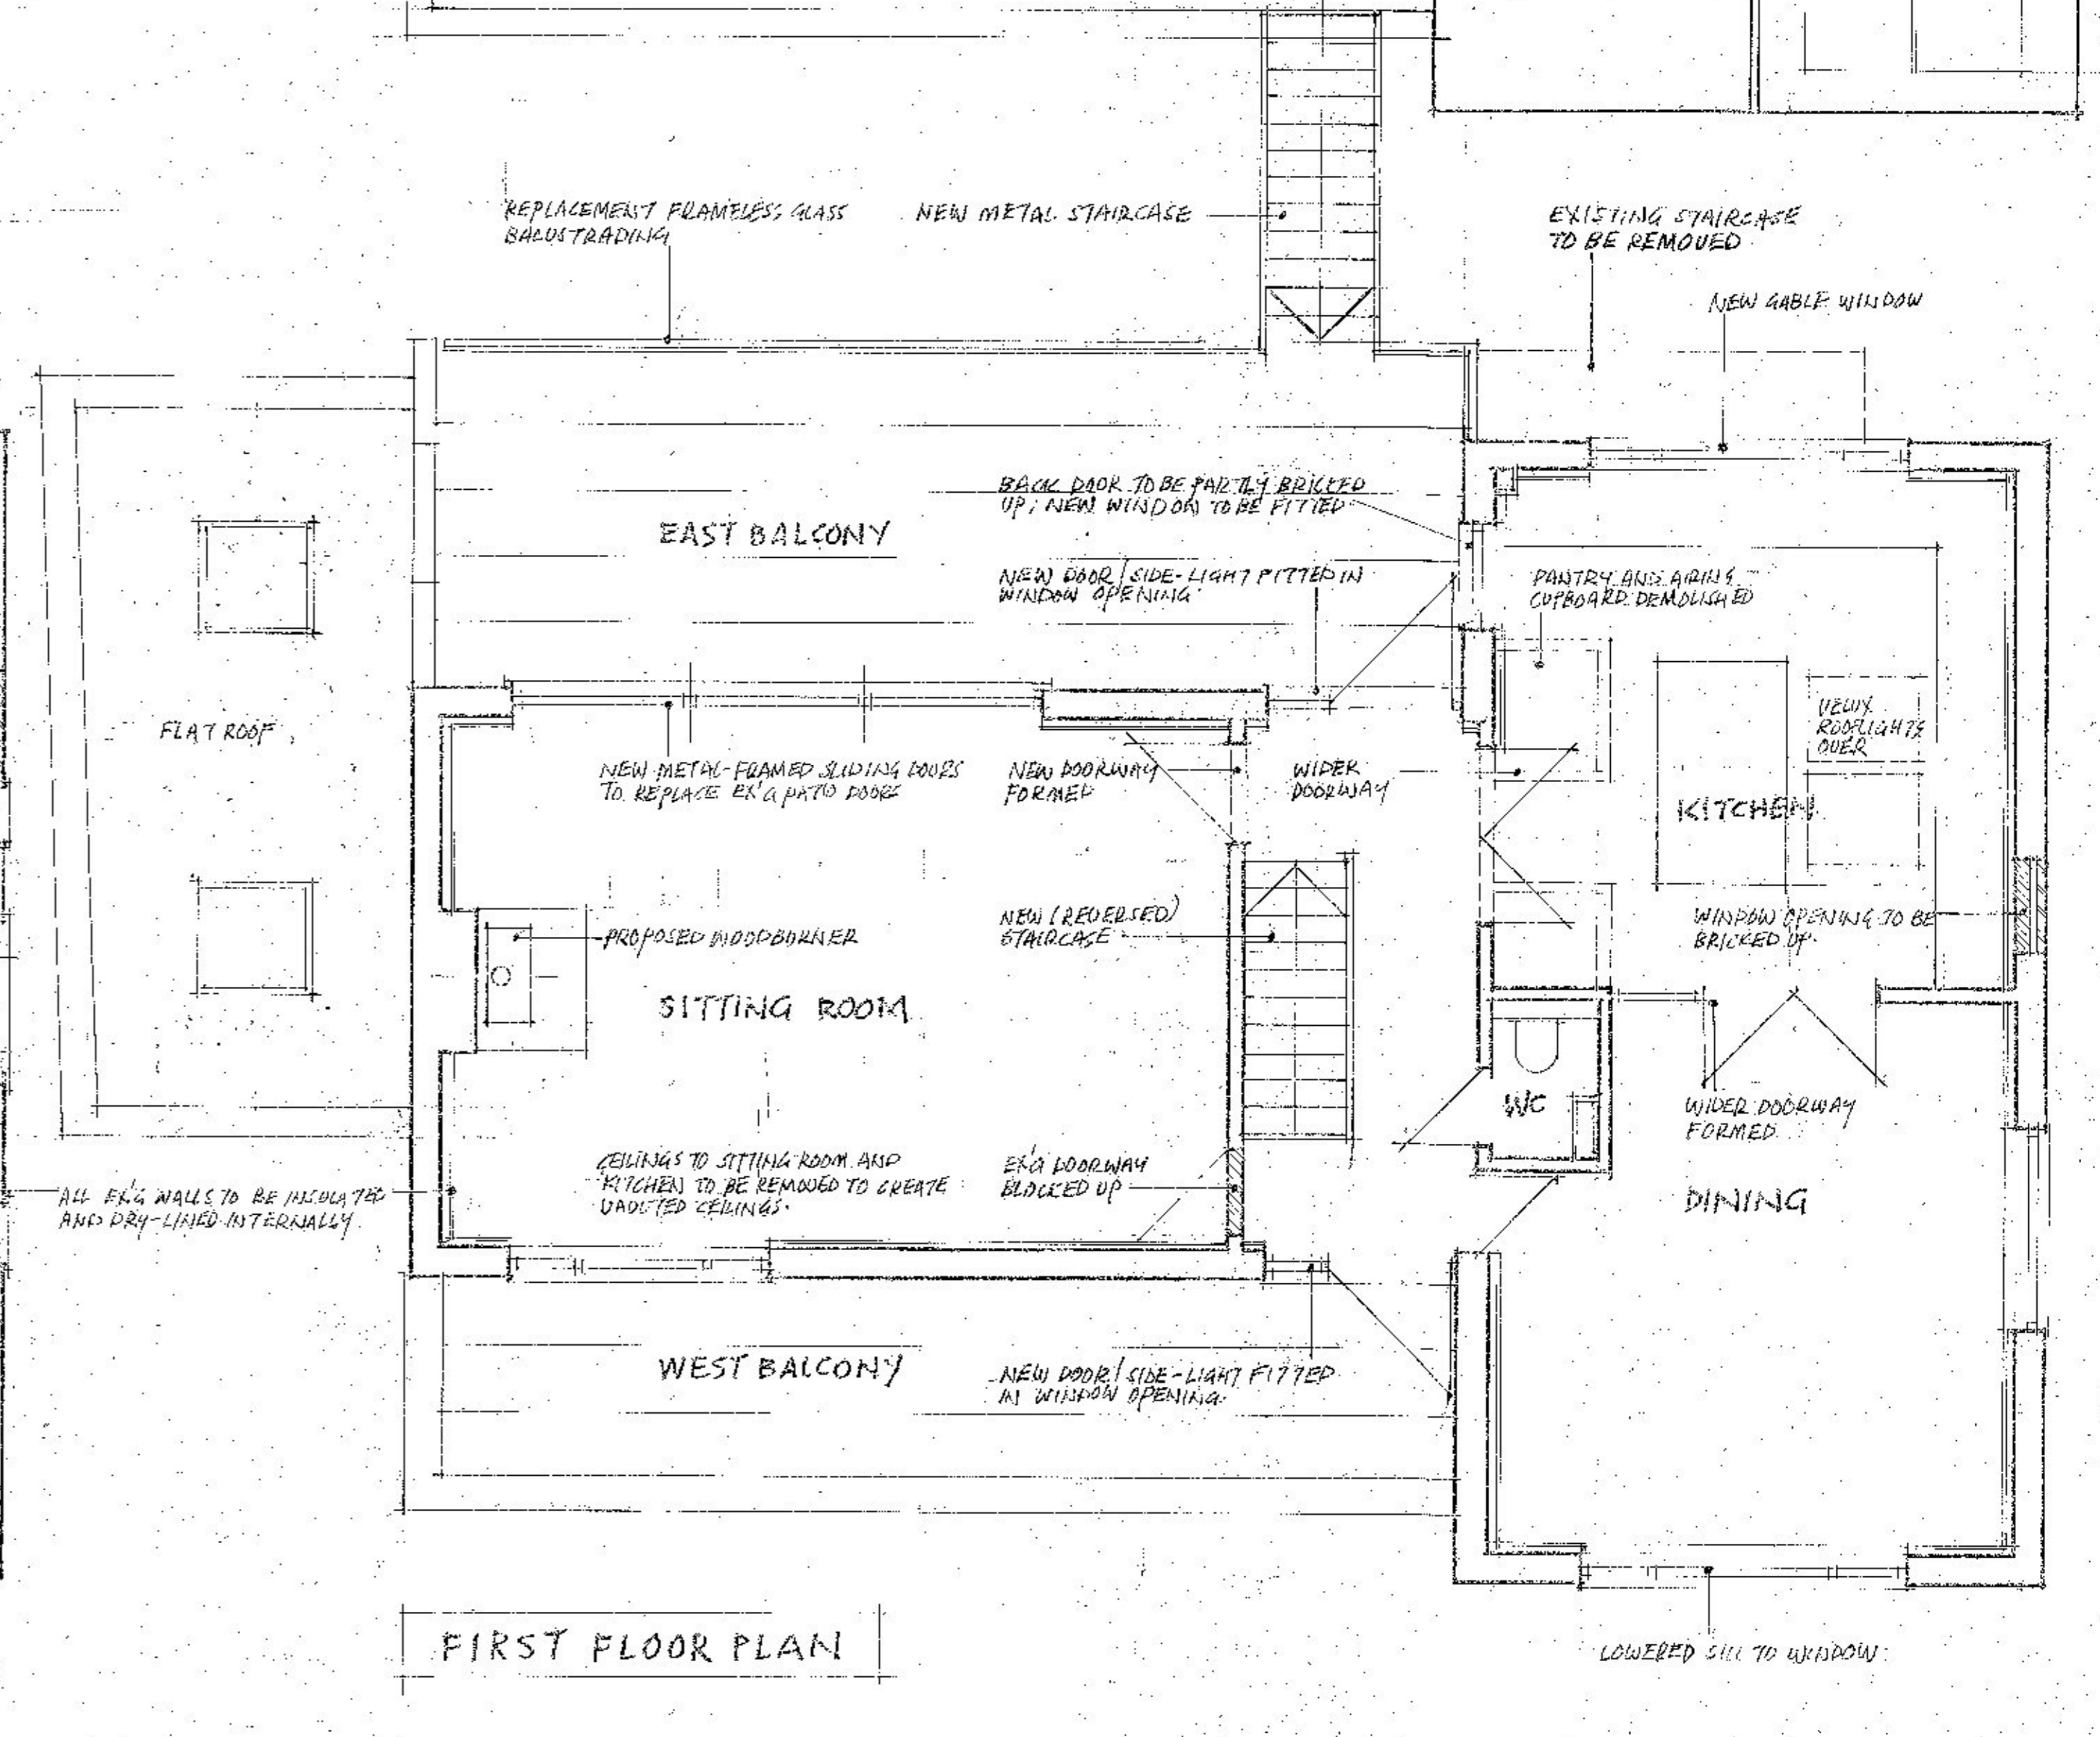 REPLACEMENT FRAMELESS GLASS
BALUSTRADING
NEW METAL STAIRCASE
EXISTING STAIRCASE
TO BE REMOVED
NEW GABLE WINDOW
BACK DOOR TO BE PARTLY BRICKED
UP; NEW WINDOW TO BE FITTED
EAST BALCONY
NEW DOOR/SIDE-LIGHT FITTED IN
WINDOW OPENING
PANTRY AND AIRING
CUPBOARD DEMOLISHED
FLAT ROOF
VELUX
ROOFLIGHTS
OVER
NEW METAL-FRAMED SLIDING DOORS
TO REPLACE EX'G PATIO DOORS
NEW DOORWAY
FORMED
WIDER
DOORWAY
KITCHEN
PROPOSED WOODBURNER
NEW (REVERSED)
STAIRCASE
WINDOW OPENING TO BE
BRICKED UP.
SITTING ROOM
WC
WIDER DOORWAY
FORMED
CEILINGS TO SITTING ROOM AND
KITCHEN TO BE REMOVED TO CREATE
VAULTED CEILINGS.
EX'G DOORWAY
BLOCKED UP
ALL EX'G WALLS TO BE INSULATED
AND DRY-LINED INTERNALLY.
DINING
WEST BALCONY
NEW DOOR/SIDE-LIGHT FITTED
IN WINDOW OPENING.
FIRST FLOOR PLAN
LOWERED SILL TO WINDOW.